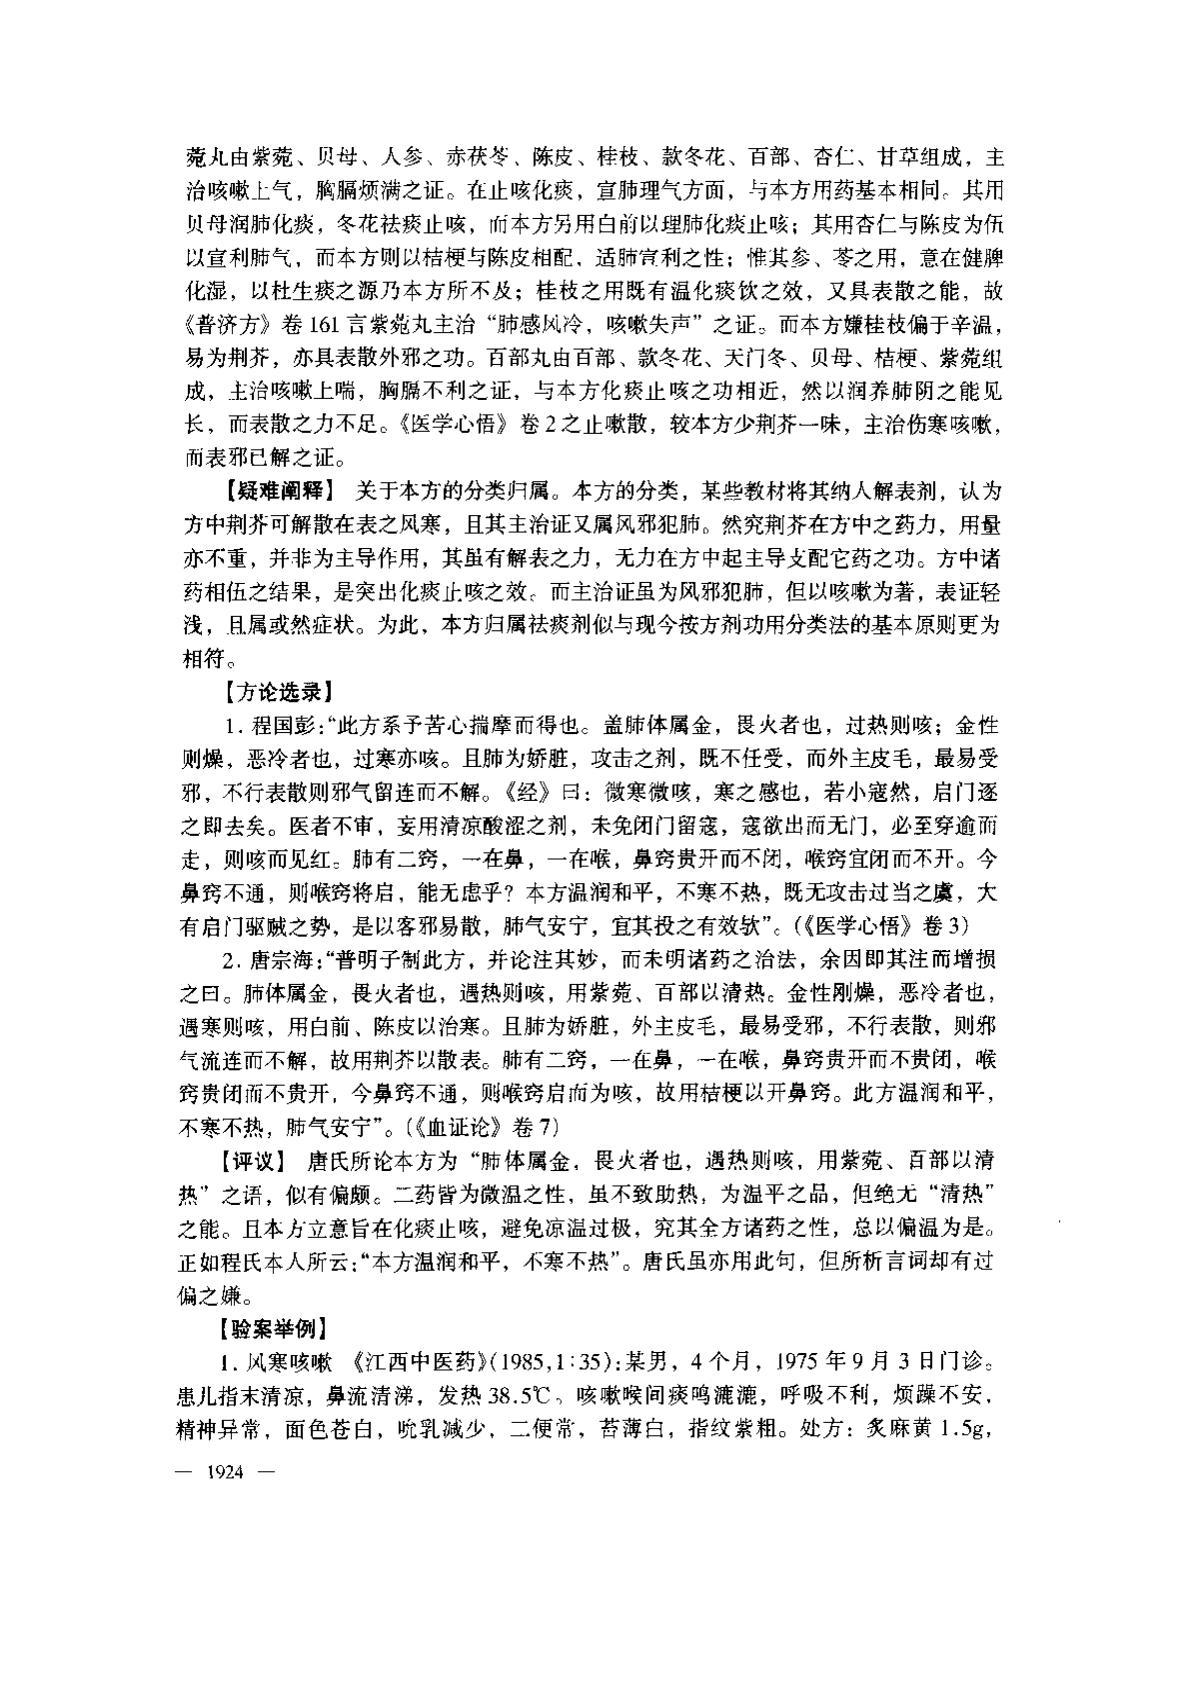 菀丸由紫菀、贝母、人参、赤茯苓、陈皮、桂枝、款冬花、百部、杏仁、甘草组成，主
治咳嗽上气，胸膈烦满之证。在止咳化痰，宣肺理气方面，与本方用药基本相同。其用
贝母润肺化痰，冬花祛痰止咳，而本方另用白前以理肺化痰止咳；其用杏仁与陈皮为伍
以宣利肺气，而本方则以桔梗与陈皮相配，适肺宣利之性；惟其参、苓之用，意在健脾
化湿，以杜生痰之源乃本方所不及；桂枝之用既有温化痰饮之效，又具表散之能，故
《普济方》卷 161 言紫菀丸主治“肺感风冷，咳嗽失声”之证。而本方嫌桂枝偏于辛温，
易为荆芥，亦具表散外邪之功。百部丸由百部、款冬花、天门冬、贝母、桔梗、紫菀组
成，主治咳嗽上喘，胸膈不利之证，与本方化痰止咳之功相近，然以润养肺阴之能见
长，而表散之力不足。《医学心悟》卷 2 之止嗽散，较本方少荆芥一味，主治伤寒咳嗽，
而表邪已解之证。
【疑难阐释】 关于本方的分类归属。本方的分类，某些教材将其纳人解表剂，认为
方中荆芥可解散在表之风寒，且其主治证又属风邪犯肺。然究荆芥在方中之药力，用量
亦不重，并非为主导作用，其虽有解表之力，无力在方中起主导支配它药之功。方中诸
药相伍之结果，是突出化痰止咳之效。而主治证虽为风邪犯肺，但以咳嗽为著，表证轻
浅，且属或然症状。为此，本方归属祛痰剂似与现今按方剂功用分类法的基本原则更为
相符。
【方论选录】
1. 程国彭：“此方系予苦心揣摩而得也。盖肺体属金，畏火者也，过热则咳；金性
则燥，恶冷者也，过寒亦咳。且肺为娇脏，攻击之剂，既不任受，而外主皮毛，最易受
邪，不行表散则邪气留连而不解。《经》曰：微寒微咳，寒之感也，若小寇然，启门逐
之即去矣。医者不审，妄用清凉酸涩之剂，未免闭门留寇，寇欲出而无门，必至穿逾而
走，则咳而见红。肺有二窍，一在鼻，一在喉，鼻窍贵开而不闭，喉窍宜闭而不开。今
鼻窍不通，则喉窍将启，能无虑乎？本方温润和平，不寒不热，既无攻击过当之虞，大
有启门驱贼之势，是以客邪易散，肺气安宁，宜其投之有效欤”。（《医学心悟》卷 3）
2. 唐宗海：“普明子制此方，并论注其妙，而未明诸药之治法，余因即其注而增损
之曰。肺体属金，畏火者也，遇热则咳，用紫菀、百部以清热。金性刚燥，恶冷者也，
遇寒则咳，用白前、陈皮以治寒。且肺为娇脏，外主皮毛，最易受邪，不行表散，则邪
气流连而不解，故用荆芥以散表。肺有二窍，一在鼻，一在喉，鼻窍贵开而不贵闭，喉
窍贵闭而不贵开，今鼻窍不通，则喉窍启而为咳，故用桔梗以开鼻窍。此方温润和平，
不寒不热，肺气安宁”。（《血证论》卷 7）
【评议】 唐氏所论本方为“肺体属金，畏火者也，遇热则咳，用紫菀、百部以清
热”之语，似有偏颇。二药皆为微温之性，虽不致助热，为温平之品，但绝无“清热”
之能。且本方立意旨在化痰止咳，避免凉温过极，究其全方诸药之性，总以偏温为是。
正如程氏本人所云：“本方温润和平，不寒不热”。唐氏虽亦用此句，但所析言词却有过
偏之嫌。
【验案举例】
1. 风寒咳嗽 《江西中医药》（1985，1∶35）：某男，4 个月，1975 年 9 月 3 日门诊。
患儿指末清凉，鼻流清涕，发热 38.5℃。咳嗽喉间痰鸣漉漉，呼吸不利，烦躁不安，
精神异常，面色苍白，吮乳减少，二便常，苔薄白，指纹紫粗。处方：炙麻黄 1.5g，
— 1924 —